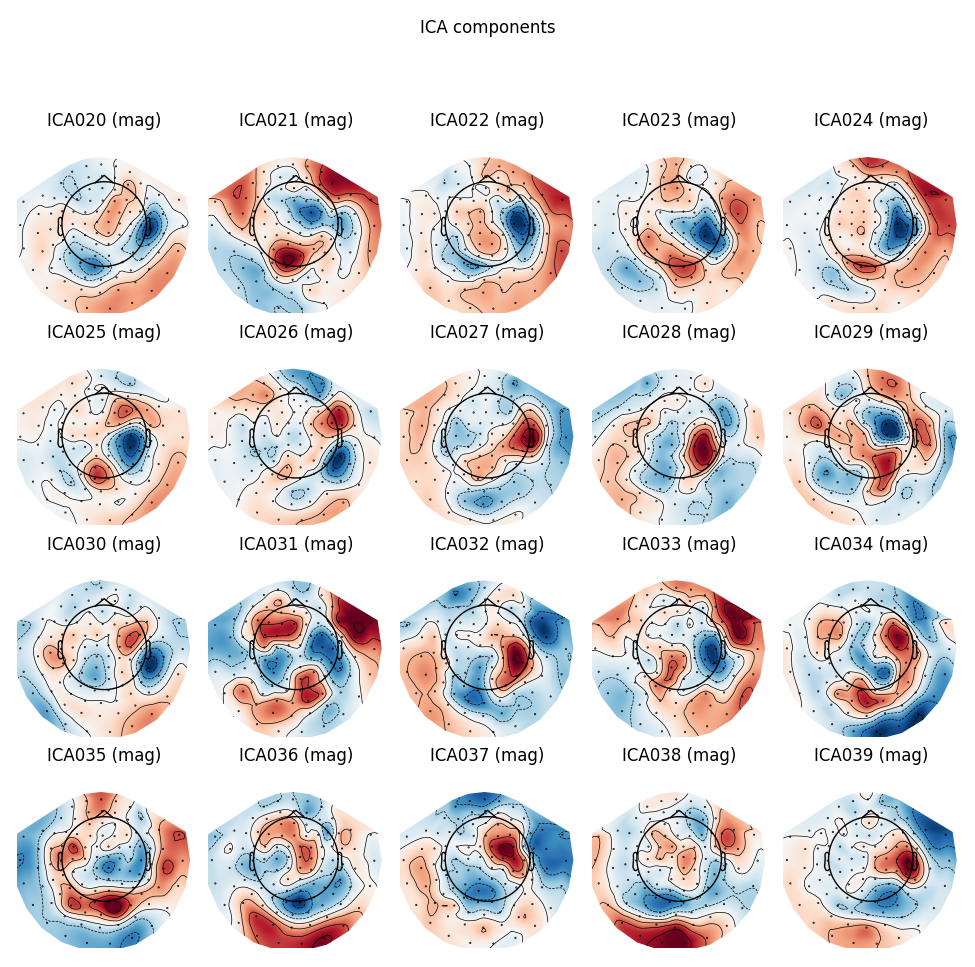 ICA components
ICA020 (mag) ICA021 (mag) ICA022 (mag) ICA023 (mag) ICA024 (mag)
ICA025 (mag) ICA026 (mag) ICA027 (mag) ICA028 (mag) ICA029 (mag)
ICA030 (mag) ICA031 (mag) ICA032 (mag) ICA033 (mag) ICA034 (mag)
ICA035 (mag) ICA036 (mag) ICA037 (mag) ICA038 (mag) ICA039 (mag)